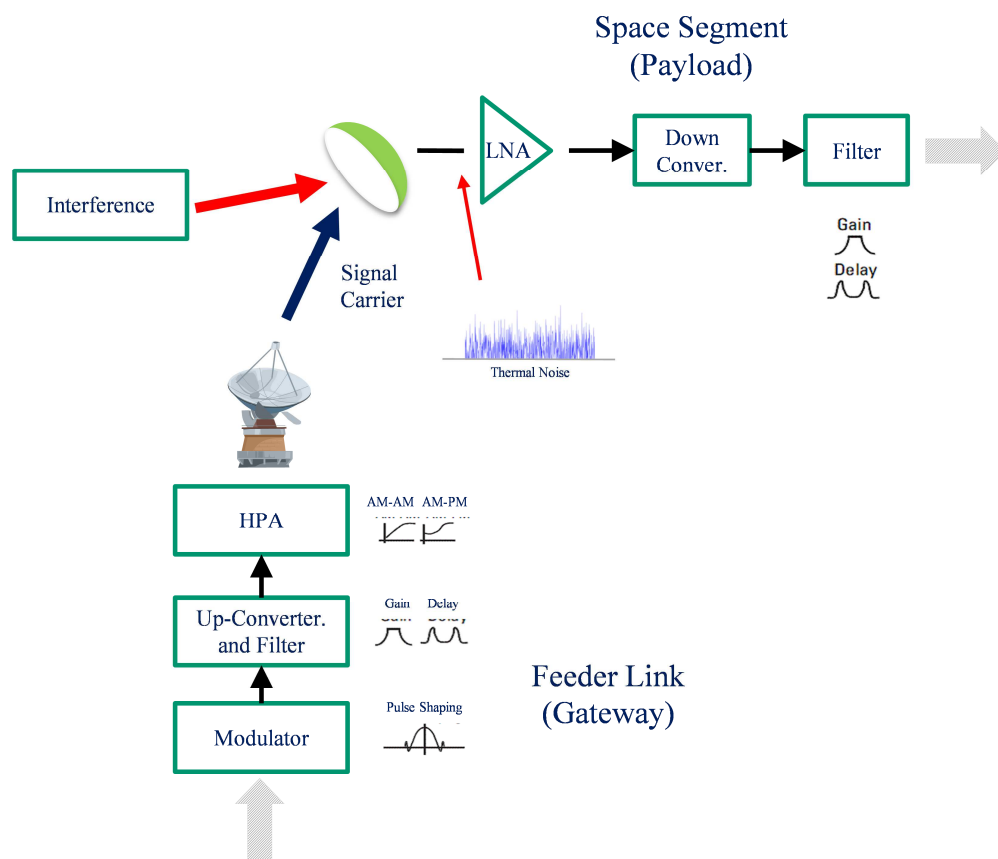 Space Segment
(Payload)
LNA
Down
Conver.
Filter
Interference
Gain
Delay
Signal
Carrier
Thermal Noise
HPA
AM-AM AM-PM
Up-Converter.
and Filter
Gain Delay
Feeder Link
(Gateway)
Modulator
Pulse Shaping